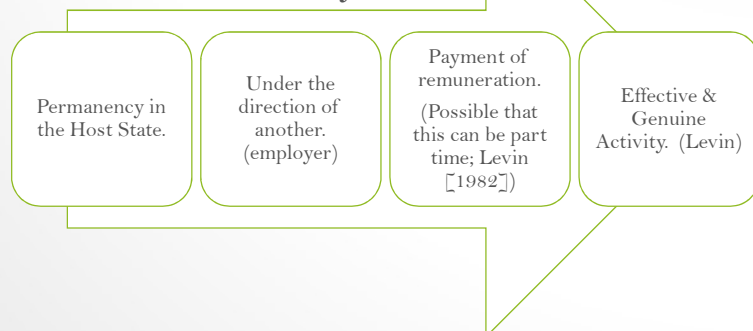 Permanency in
the Host State.
Under the
direction of
another.
(employer)
Payment of
remuneration.
(Possible that
this can be part
time; Levin
[1982])
Effective &
Genuine
Activity. (Levin)